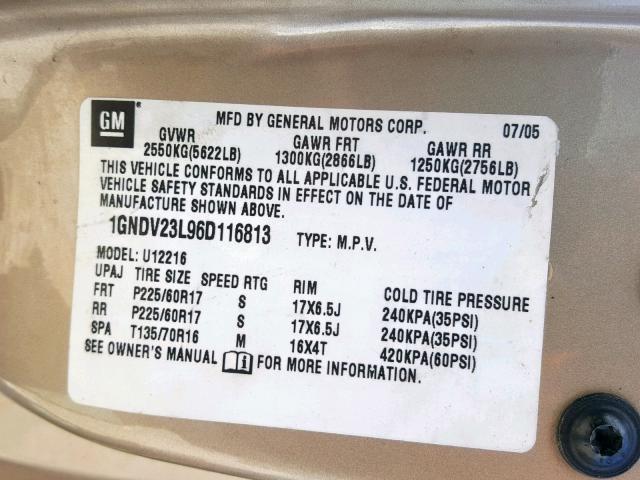 GM MFD BY GENERAL MOTORS CORP. 07/05
GVWR GAWR FRT GAWR RR
2550KG(5622LB) 1300KG(2866LB) 1250KG(2756LB)
THIS VEHICLE CONFORMS TO ALL APPLICABLE U.S. FEDERAL MOTOR
VEHICLE SAFETY STANDARDS IN EFFECT ON THE DATE OF
MANUFACTURE SHOWN ABOVE.
1GNDV23L96D116813 TYPE: M.P.V.
MODEL: U12216
UPAJ TIRE SIZE SPEED RTG RIM COLD TIRE PRESSURE
FRT P225/60R17 S 17X6.5J 240KPA(35PSI)
RR P225/60R17 S 17X6.5J 240KPA(35PSI)
SPA T135/70R16 M 16X4T 420KPA(60PSI)
SEE OWNER'S MANUAL FOR MORE INFORMATION.